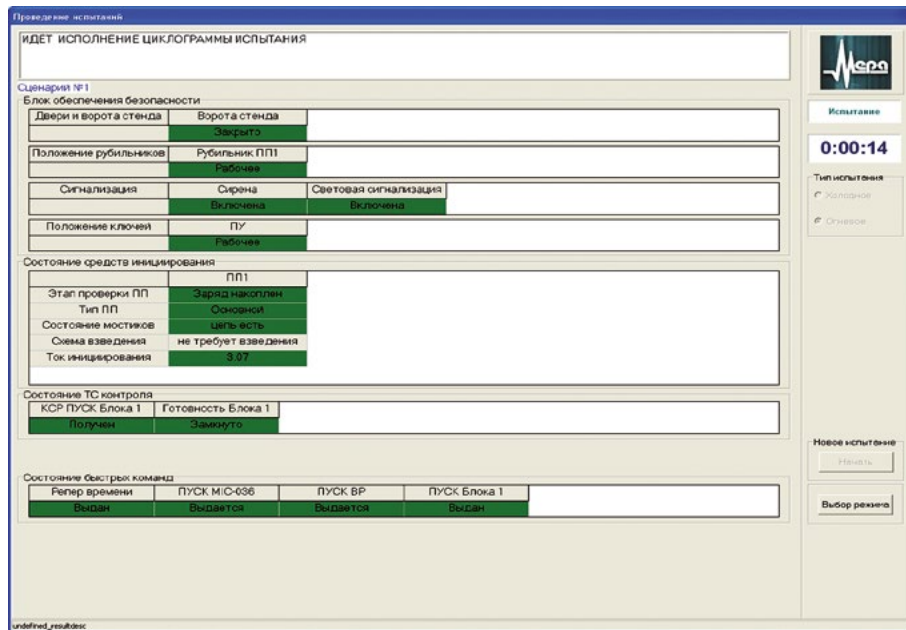 Проведение испытаний
ИДЁТ ИСПОЛНЕНИЕ ЦИКЛОГРАММЫ ИСПЫТАНИЯ
Сценарий №1
Блок обеспечения безопасности
Двери и ворота стенда Ворота стенда
Закрыто
Положение рубильников Рубильник ПП1
Рабочее
Сигнализация Сирена Световая сигнализация
Включена Включена
Положение ключей ПУ
Рабочее
Состояние средств инициирования
ПП1
Этап проверки ПП Заряд накоплен
Тип ПП Основной
Состояние мостиков цепь есть
Схема взведения не требует взведения
Ток инициирования 3.07
Состояние ТС контроля
КСР ПУСК Блока 1 Готовность Блока 1
Получен Замкнуто
Состояние быстрых команд
Репер времени ПУСК MIC-036 ПУСК ВР ПУСК Блока 1
Выдан Выдается Выдается Выдан
Мера
Испытание
0:00:14
Тип испытания
Холодное
Огневое
Новое испытание
Начать
Выбор режима
undefined_resultdesc